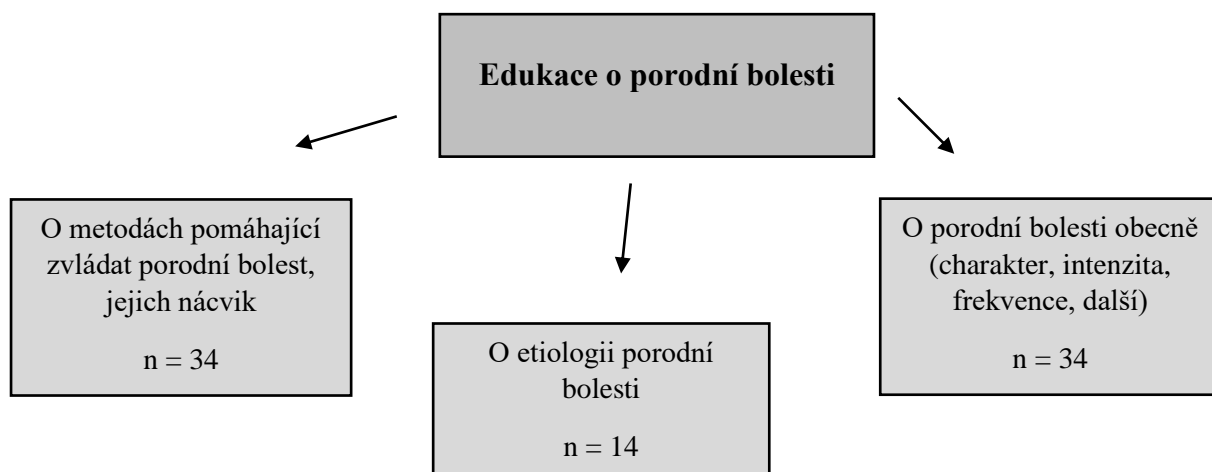 Edukace o porodní bolesti
O metodách pomáhající
zvládat porodní bolest,
jejich nácvik
n = 34
O etiologii porodní
bolesti
n = 14
O porodní bolesti obecně
(charakter, intenzita,
frekvence, další)
n = 34